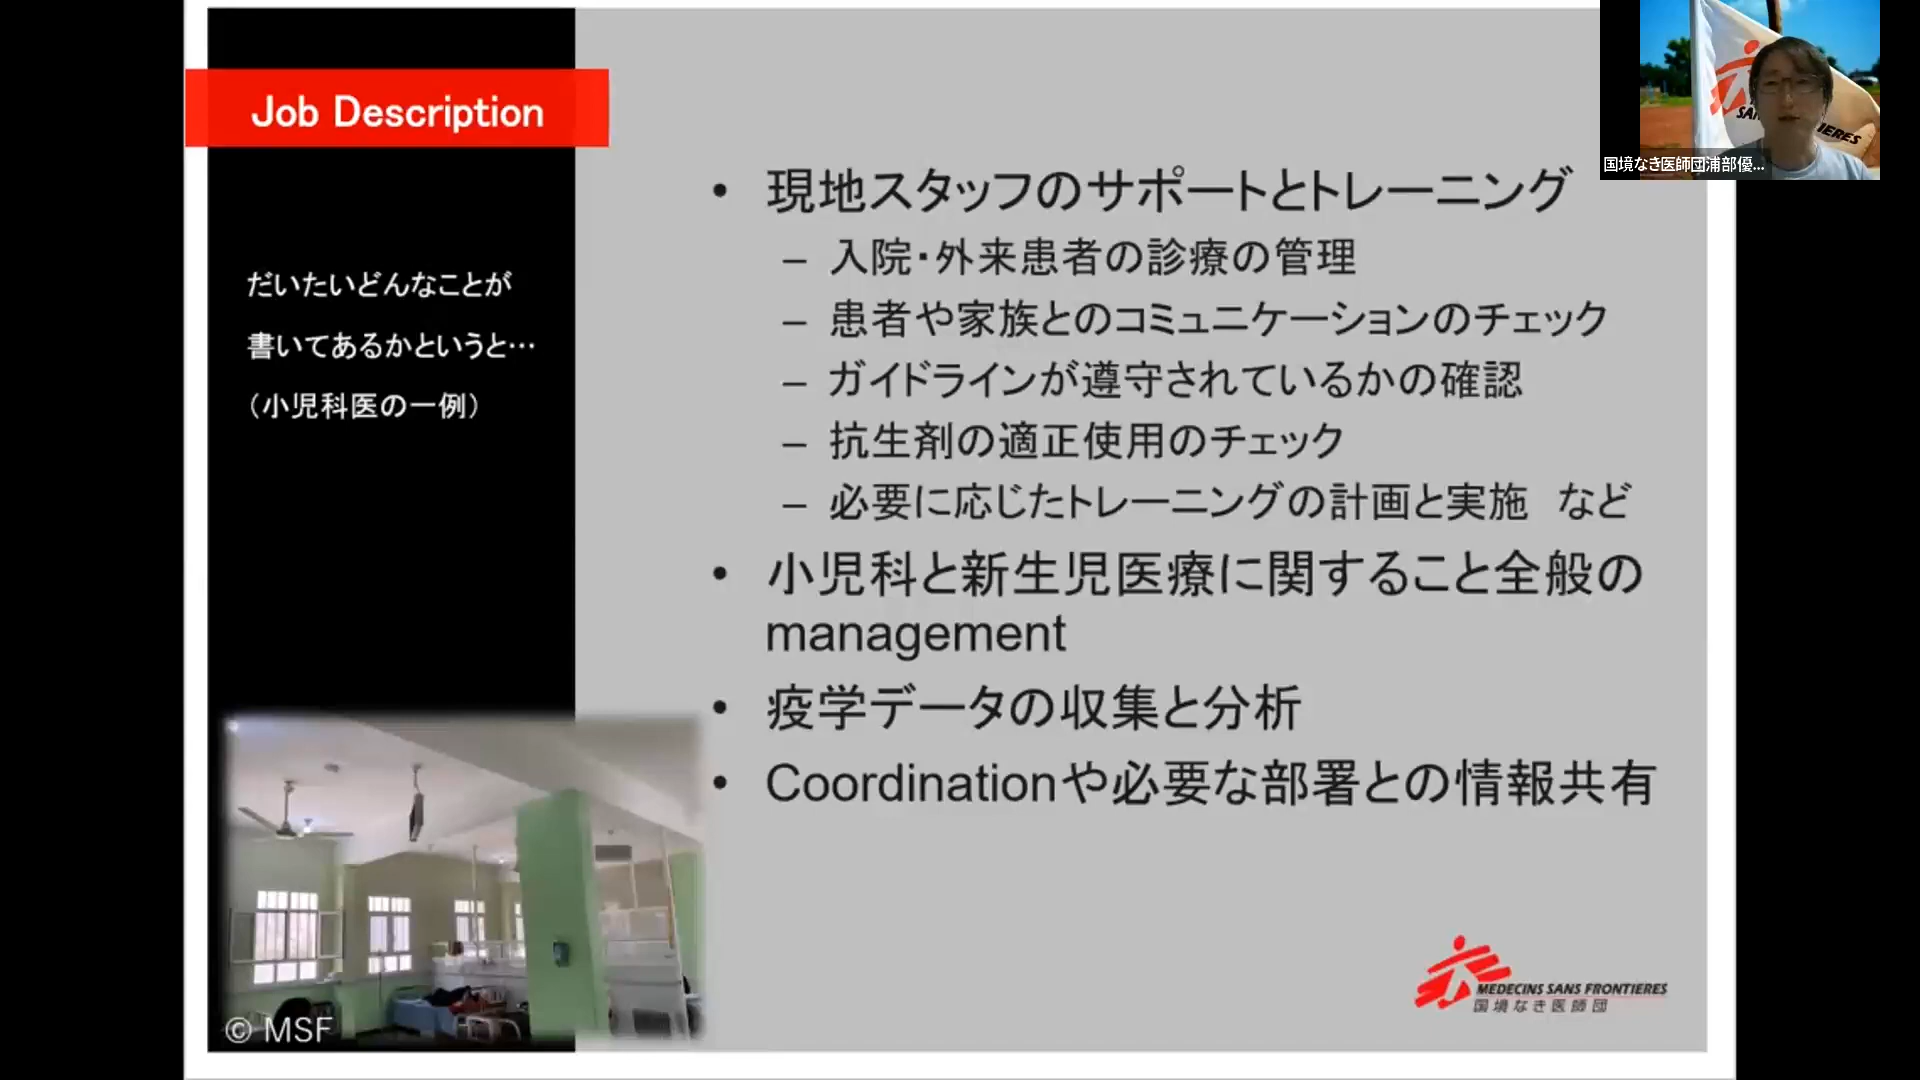 Job Description
だいたいどんなことが
書いてあるかというと…
（小児科医の一例）
• 現地スタッフのサポートとトレーニング
– 入院・外来患者の診療の管理
– 患者や家族とのコミュニケーションのチェック
– ガイドラインが遵守されているかの確認
– 抗生剤の適正使用のチェック
– 必要に応じたトレーニングの計画と実施　など
• 小児科と新生児医療に関すること全般の
management
• 疫学データの収集と分析
• Coordinationや必要な部署との情報共有
© MSF
MEDECINS SANS FRONTIERES
国境なき医師団
国境なき医師団浦部優...